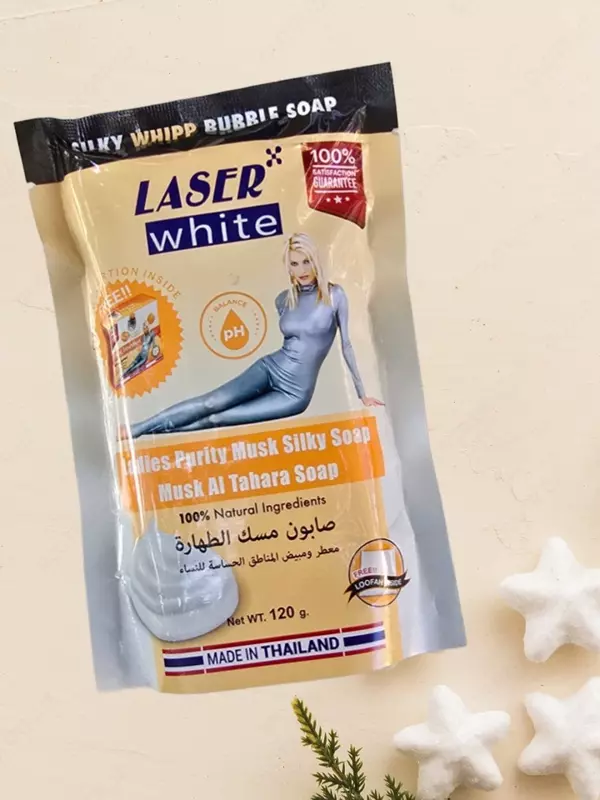 SILKY WHIPP BUBBLE SOAP
LASER X
white
100%
SATISFACTION
GUARANTEE
INSIDE
BALANCE
pH
Ladies Purity Musk Silky Soap
Musk Al Tahara Soap
100% Natural Ingredients
صابون مسك الطهارة
معطر ومبيض المناطق الحساسة للنساء
FREE!!
LOOFAH INSIDE
Net WT. 120 g.
MADE IN THAILAND